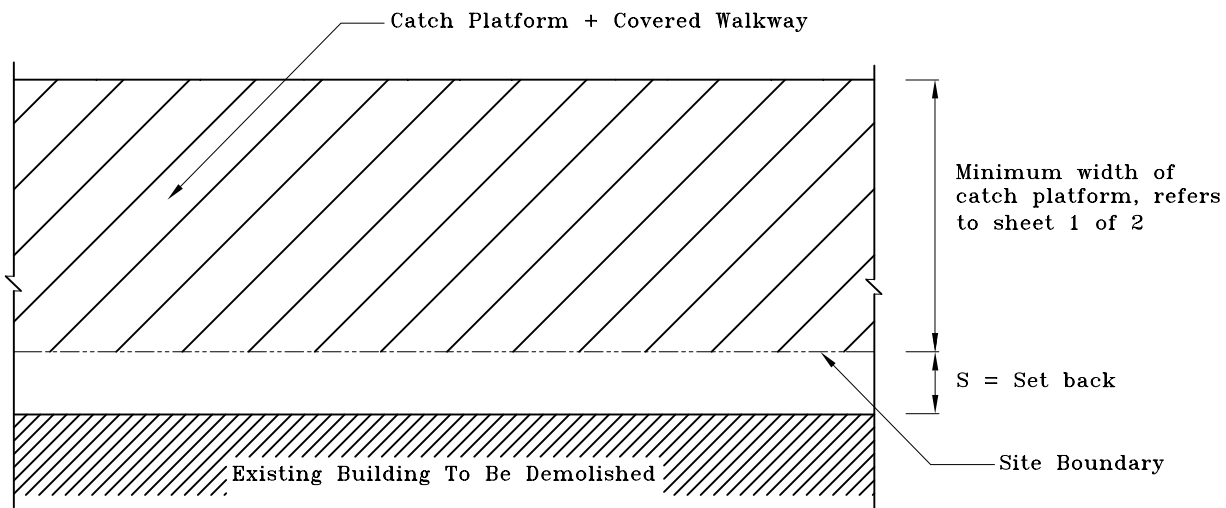 Catch Platform + Covered Walkway
Minimum width of
catch platform, refers
to sheet 1 of 2
S = Set back
Site Boundary
Existing Building To Be Demolished